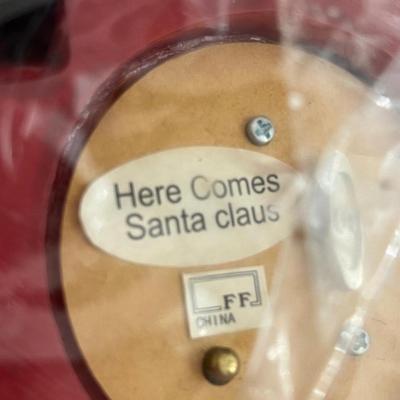 Here Comes
Santa claus
FF
CHINA